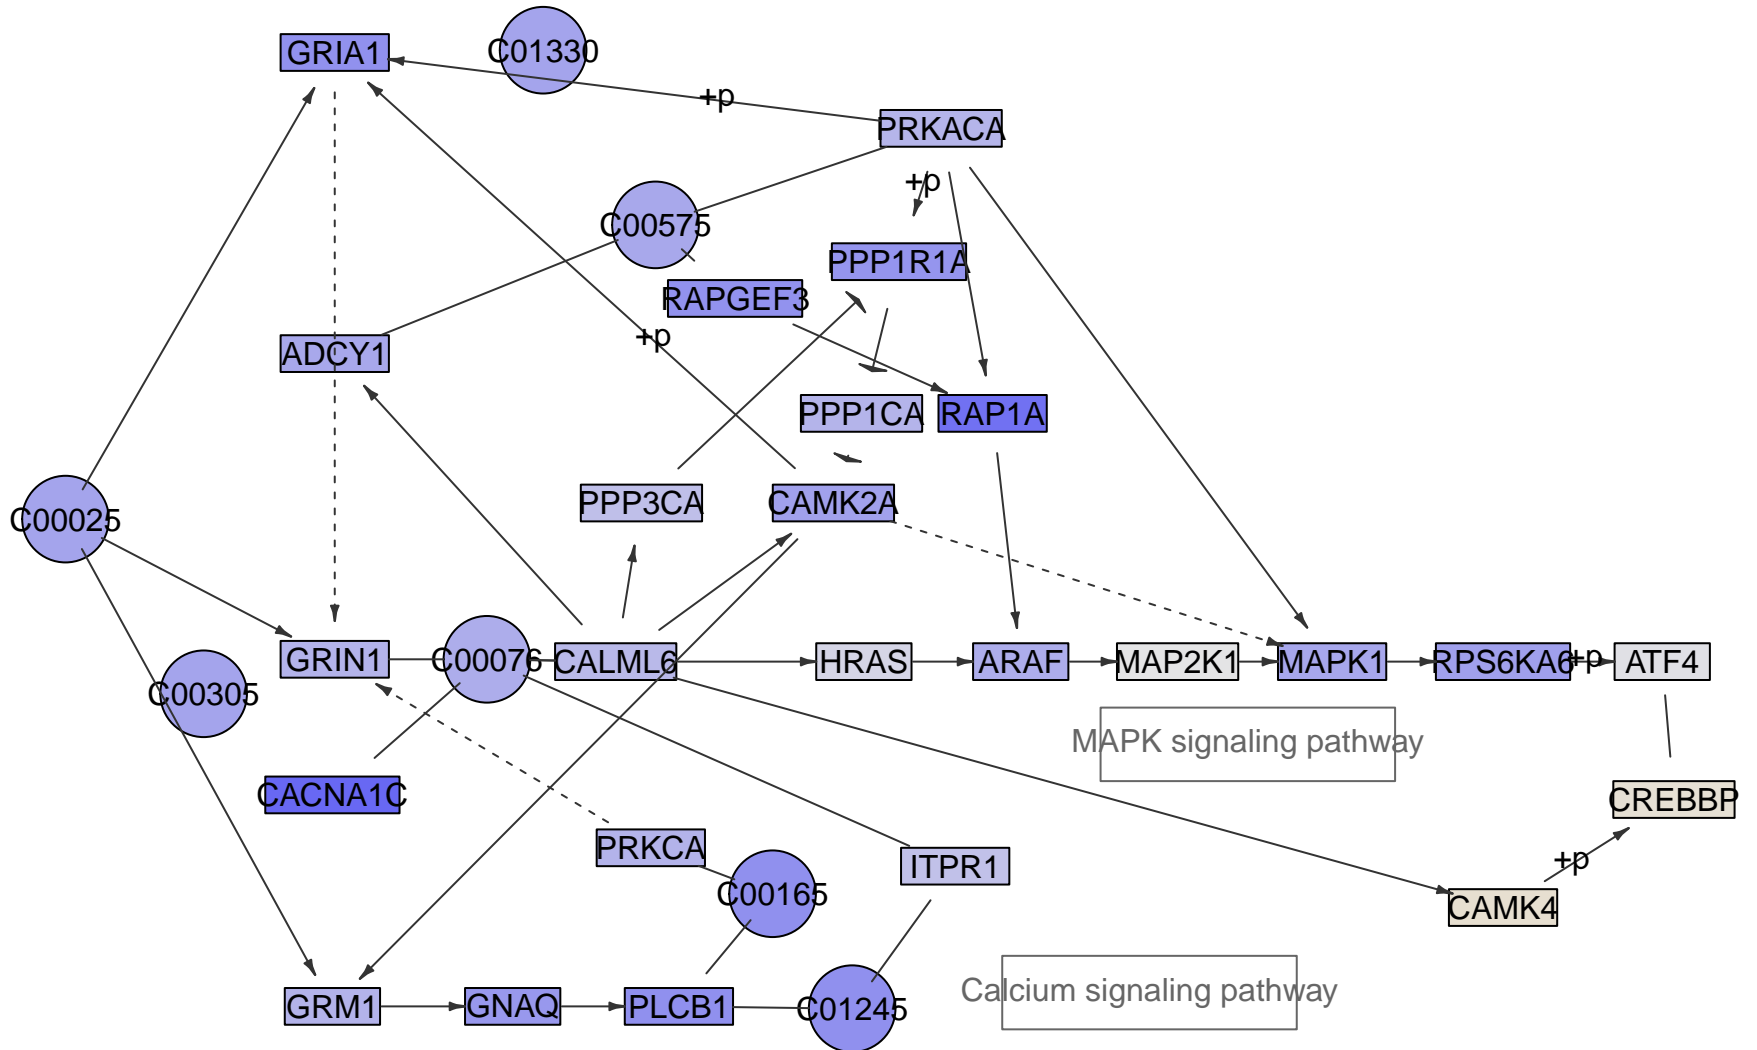 GRIA1
C01330
+p
PRKACA
+p
C00575
PPP1R1A
RAPGEF3
+p
ADCY1
PPP1CA
RAP1A
PPP3CA
CAMK2A
C00025
GRIN1
C00076
CALML6
HRAS
ARAF
MAP2K1
MAPK1
RPS6KA6
+p
ATF4
C00305
MAPK signaling pathway
CACNA1C
CREBBP
PRKCA
ITPR1
+p
C00165
CAMK4
Calcium signaling pathway
GRM1
GNAQ
PLCB1
C01245